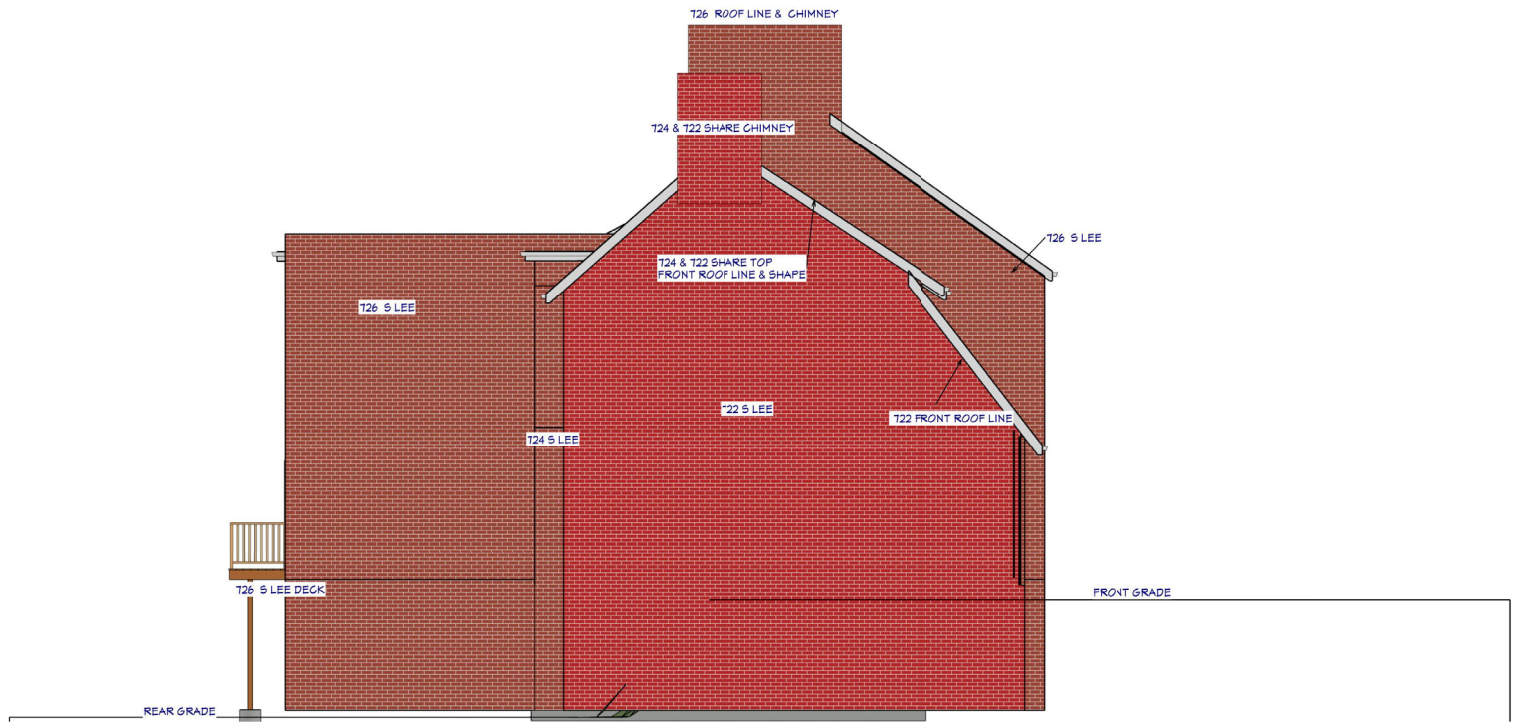 726 ROOF LINE & CHIMNEY
724 & 722 SHARE CHIMNEY
726 S LEE
724 & 722 SHARE TOP
FRONT ROOF LINE & SHAPE
726 S LEE
722 S LEE
722 FRONT ROOF LINE
724 S LEE
726 S LEE DECK
FRONT GRADE
REAR GRADE